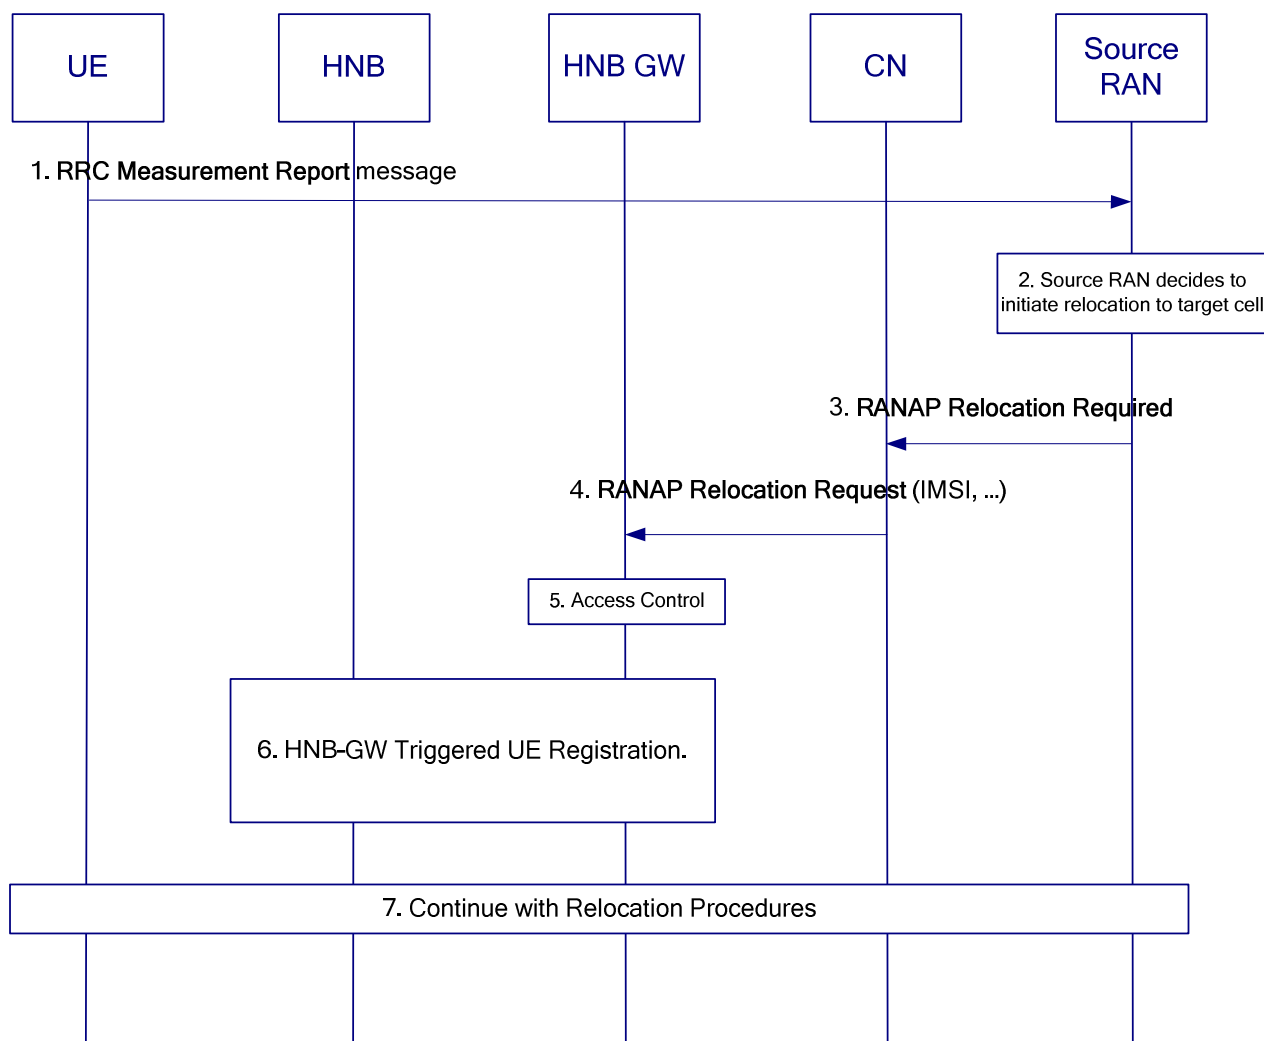 UE
HNB
HNB GW
CN
Source
RAN
1. RRC Measurement Report message
2. Source RAN decides to
initiate relocation to target cell
3. RANAP Relocation Required
4. RANAP Relocation Request (IMSI, ...)
5. Access Control
6. HNB-GW Triggered UE Registration.
7. Continue with Relocation Procedures